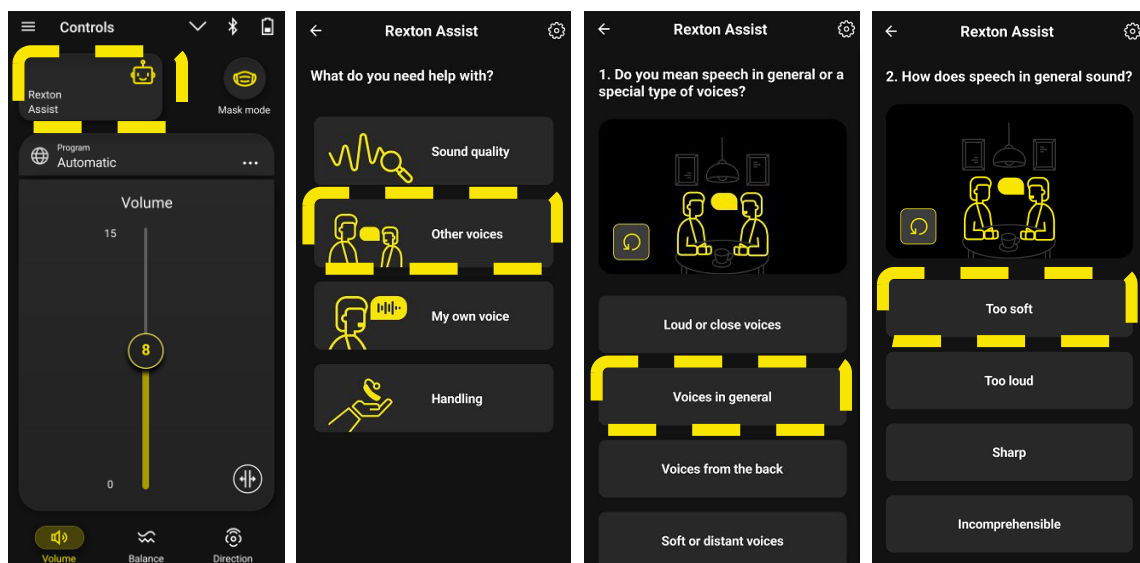 Controls
Rexton
Assist
Mask mode
Program
Automatic
Volume
15
8
0
Volume
Balance
Direction
Rexton Assist
What do you need help with?
Sound quality
Other voices
My own voice
Handling
Rexton Assist
1. Do you mean speech in general or a
special type of voices?
Loud or close voices
Voices in general
Voices from the back
Soft or distant voices
Rexton Assist
2. How does speech in general sound?
Too soft
Too loud
Sharp
Incomprehensible